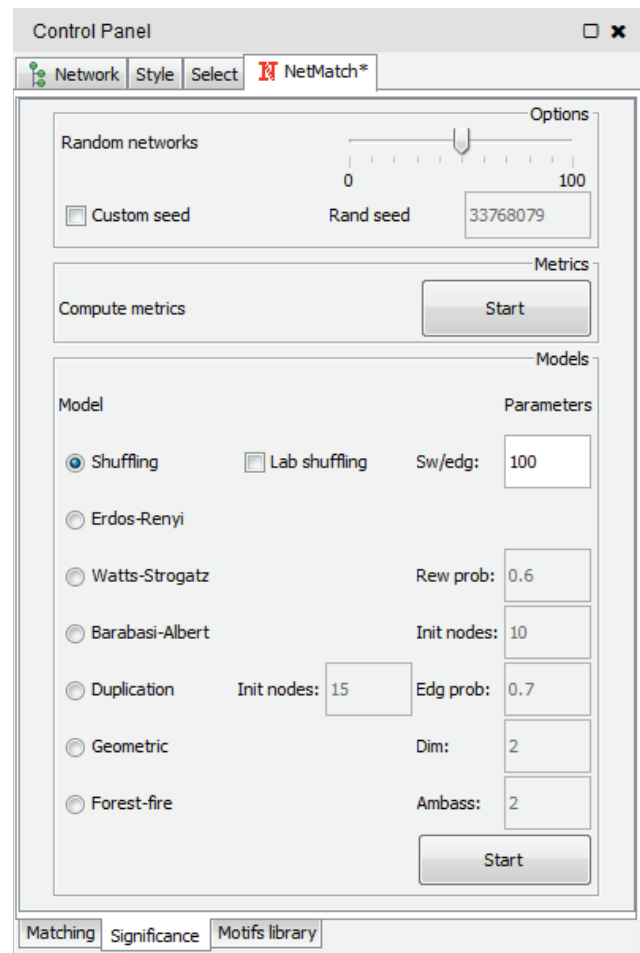 Control Panel
Network Style Select NetMatch*
Options
Random networks
0 100
Custom seed Rand seed 33768079
Metrics
Compute metrics Start
Models
Model Parameters
Shuffling Lab shuffling Sw/edg: 100
Erdos-Renyi
Watts-Strogatz Rew prob: 0.6
Barabasi-Albert Init nodes: 10
Duplication Init nodes: 15 Edg prob: 0.7
Geometric Dim: 2
Forest-fire Ambass: 2
Start
Matching Significance Motifs library